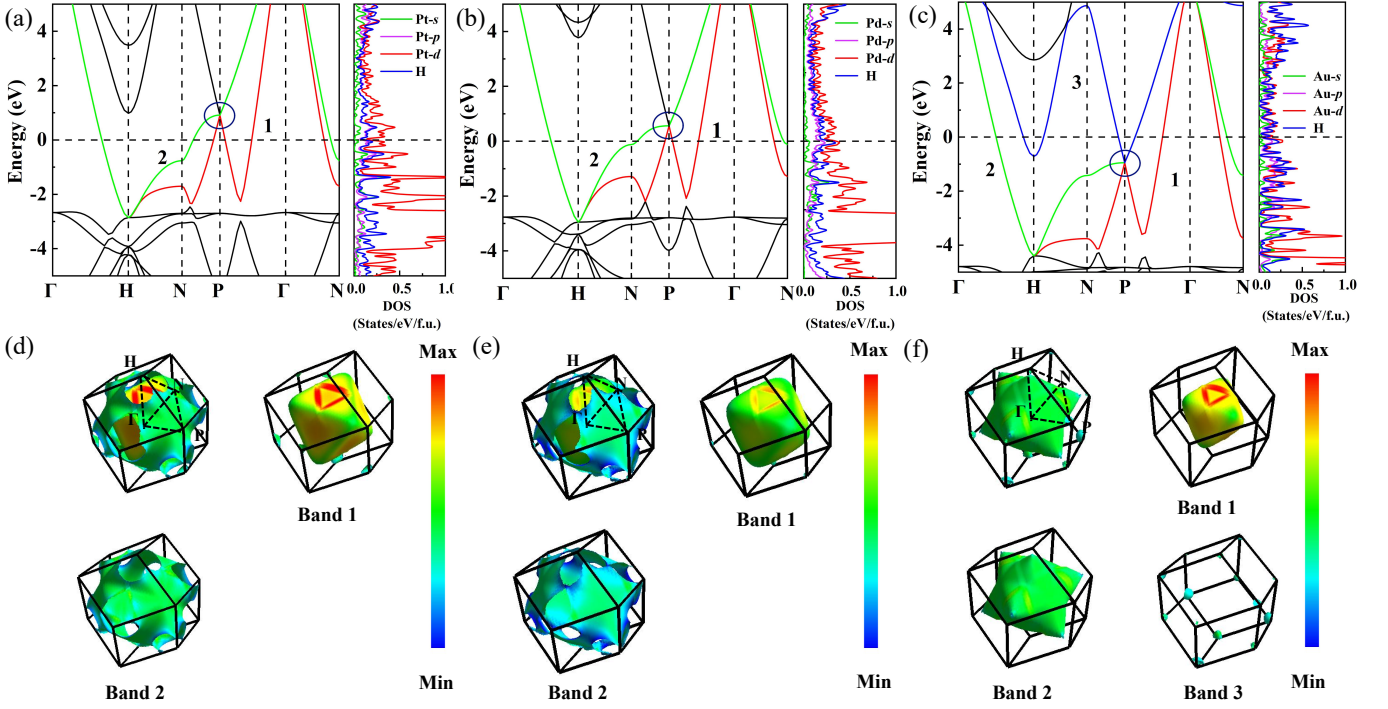 (a)
Energy (eV)
4
2
0
-2
-4
2
1
Γ H N P Γ N
Pt-s
Pt-p
Pt-d
H
0.0 0.5 1.0
DOS
(States/eV/f.u.)
(b)
Energy (eV)
4
2
0
-2
-4
2
1
Γ H N P Γ N
Pd-s
Pd-p
Pd-d
H
0.0 0.5 1.0
DOS
(States/eV/f.u.)
(c)
Energy (eV)
4
2
0
-2
-4
2
3
1
Γ H N P Γ N
Au-s
Au-p
Au-d
H
0.0 0.5 1.0
DOS
(States/eV/f.u.)
(d)
H
N
Γ
P
Band 1
Band 2
Max
Min
(e)
H
N
Γ
P
Band 1
Band 2
Max
Min
(f)
H
N
Γ
P
Band 1
Band 2
Band 3
Max
Min